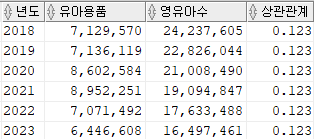 년도 유아용품 영유아수 상관관계
2018 7,129,570 24,237,605 0.123
2019 7,136,119 22,826,044 0.123
2020 8,602,584 21,008,490 0.123
2021 8,952,251 19,094,847 0.123
2022 7,071,492 17,633,488 0.123
2023 6,446,608 16,497,461 0.123